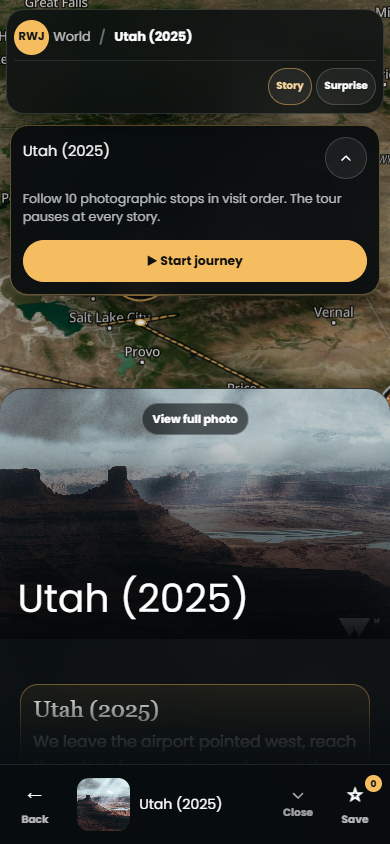 Great Falls
RWJ World / Utah (2025)
Story Surprise
Utah (2025)
Follow 10 photographic stops in visit order. The tour
pauses at every story.
▶ Start journey
Salt Lake City
Vernal
Provo
Price
View full photo
Utah (2025)
Utah (2025)
We leave the airport pointed west, reach
← Back
Utah (2025)
Close
0
Save